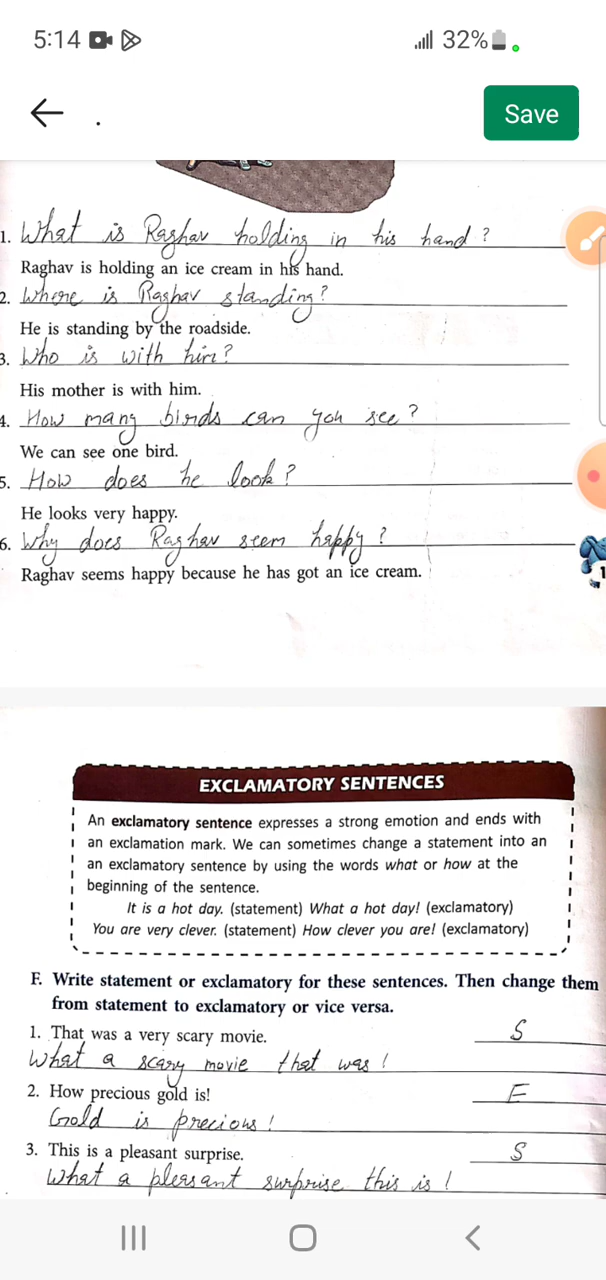 5:14
32%
.
Save
1. What is Raghav holding in his hand?
Raghav is holding an ice cream in his hand.
2. Where is Raghav standing?
He is standing by the roadside.
3. Who is with him?
His mother is with him.
4. How many birds can you see?
We can see one bird.
5. How does he look?
He looks very happy.
6. Why does Raghav seem happy?
Raghav seems happy because he has got an ice cream.
1
EXCLAMATORY SENTENCES
An exclamatory sentence expresses a strong emotion and ends with
an exclamation mark. We can sometimes change a statement into an
an exclamatory sentence by using the words what or how at the
beginning of the sentence.
It is a hot day. (statement) What a hot day! (exclamatory)
You are very clever. (statement) How clever you are! (exclamatory)
F. Write statement or exclamatory for these sentences. Then change them
from statement to exclamatory or vice versa.
1. That was a very scary movie. S
What a scary movie that was!
2. How precious gold is! E
Gold is precious!
3. This is a pleasant surprise. S
What a pleasant surprise this is!